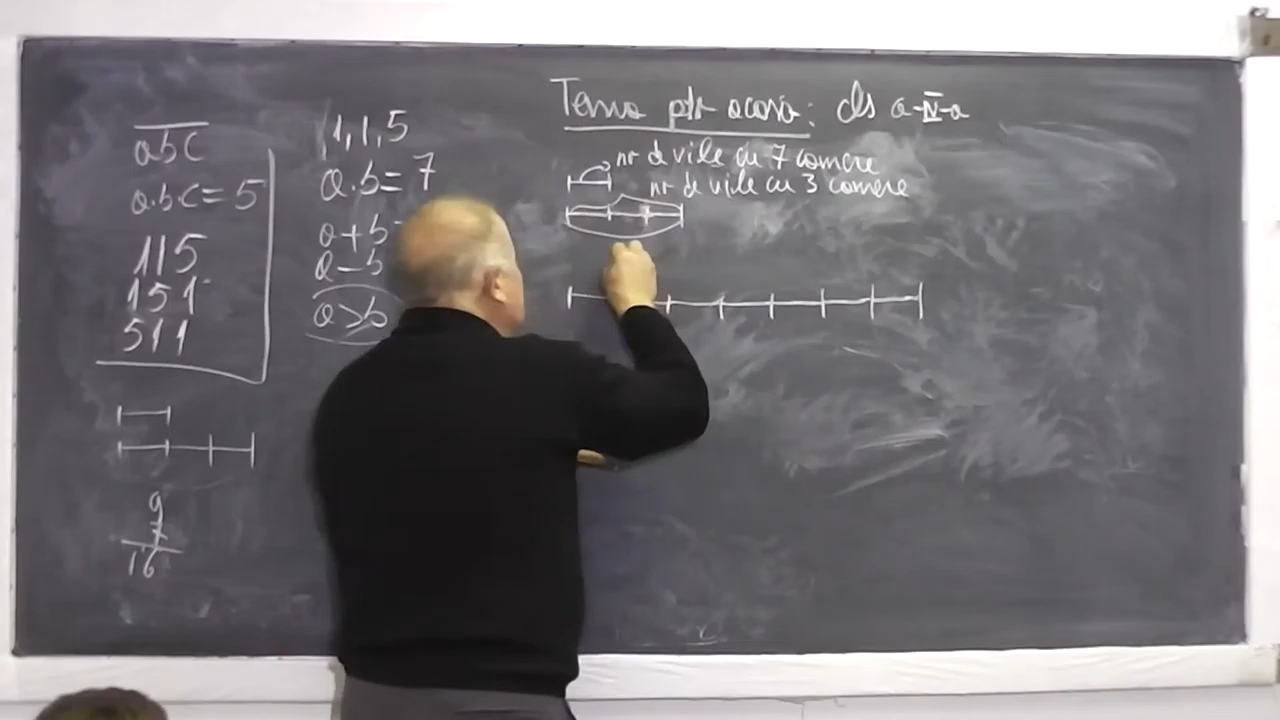 abc
a·b·c=5
115
151
511
9
7
16
1,1,5
a·b=7
a+b
a-b
a>b
Tema ptr acasă: cls a-IV-a
nr de vile cu 7 camere
nr de vile cu 3 camere